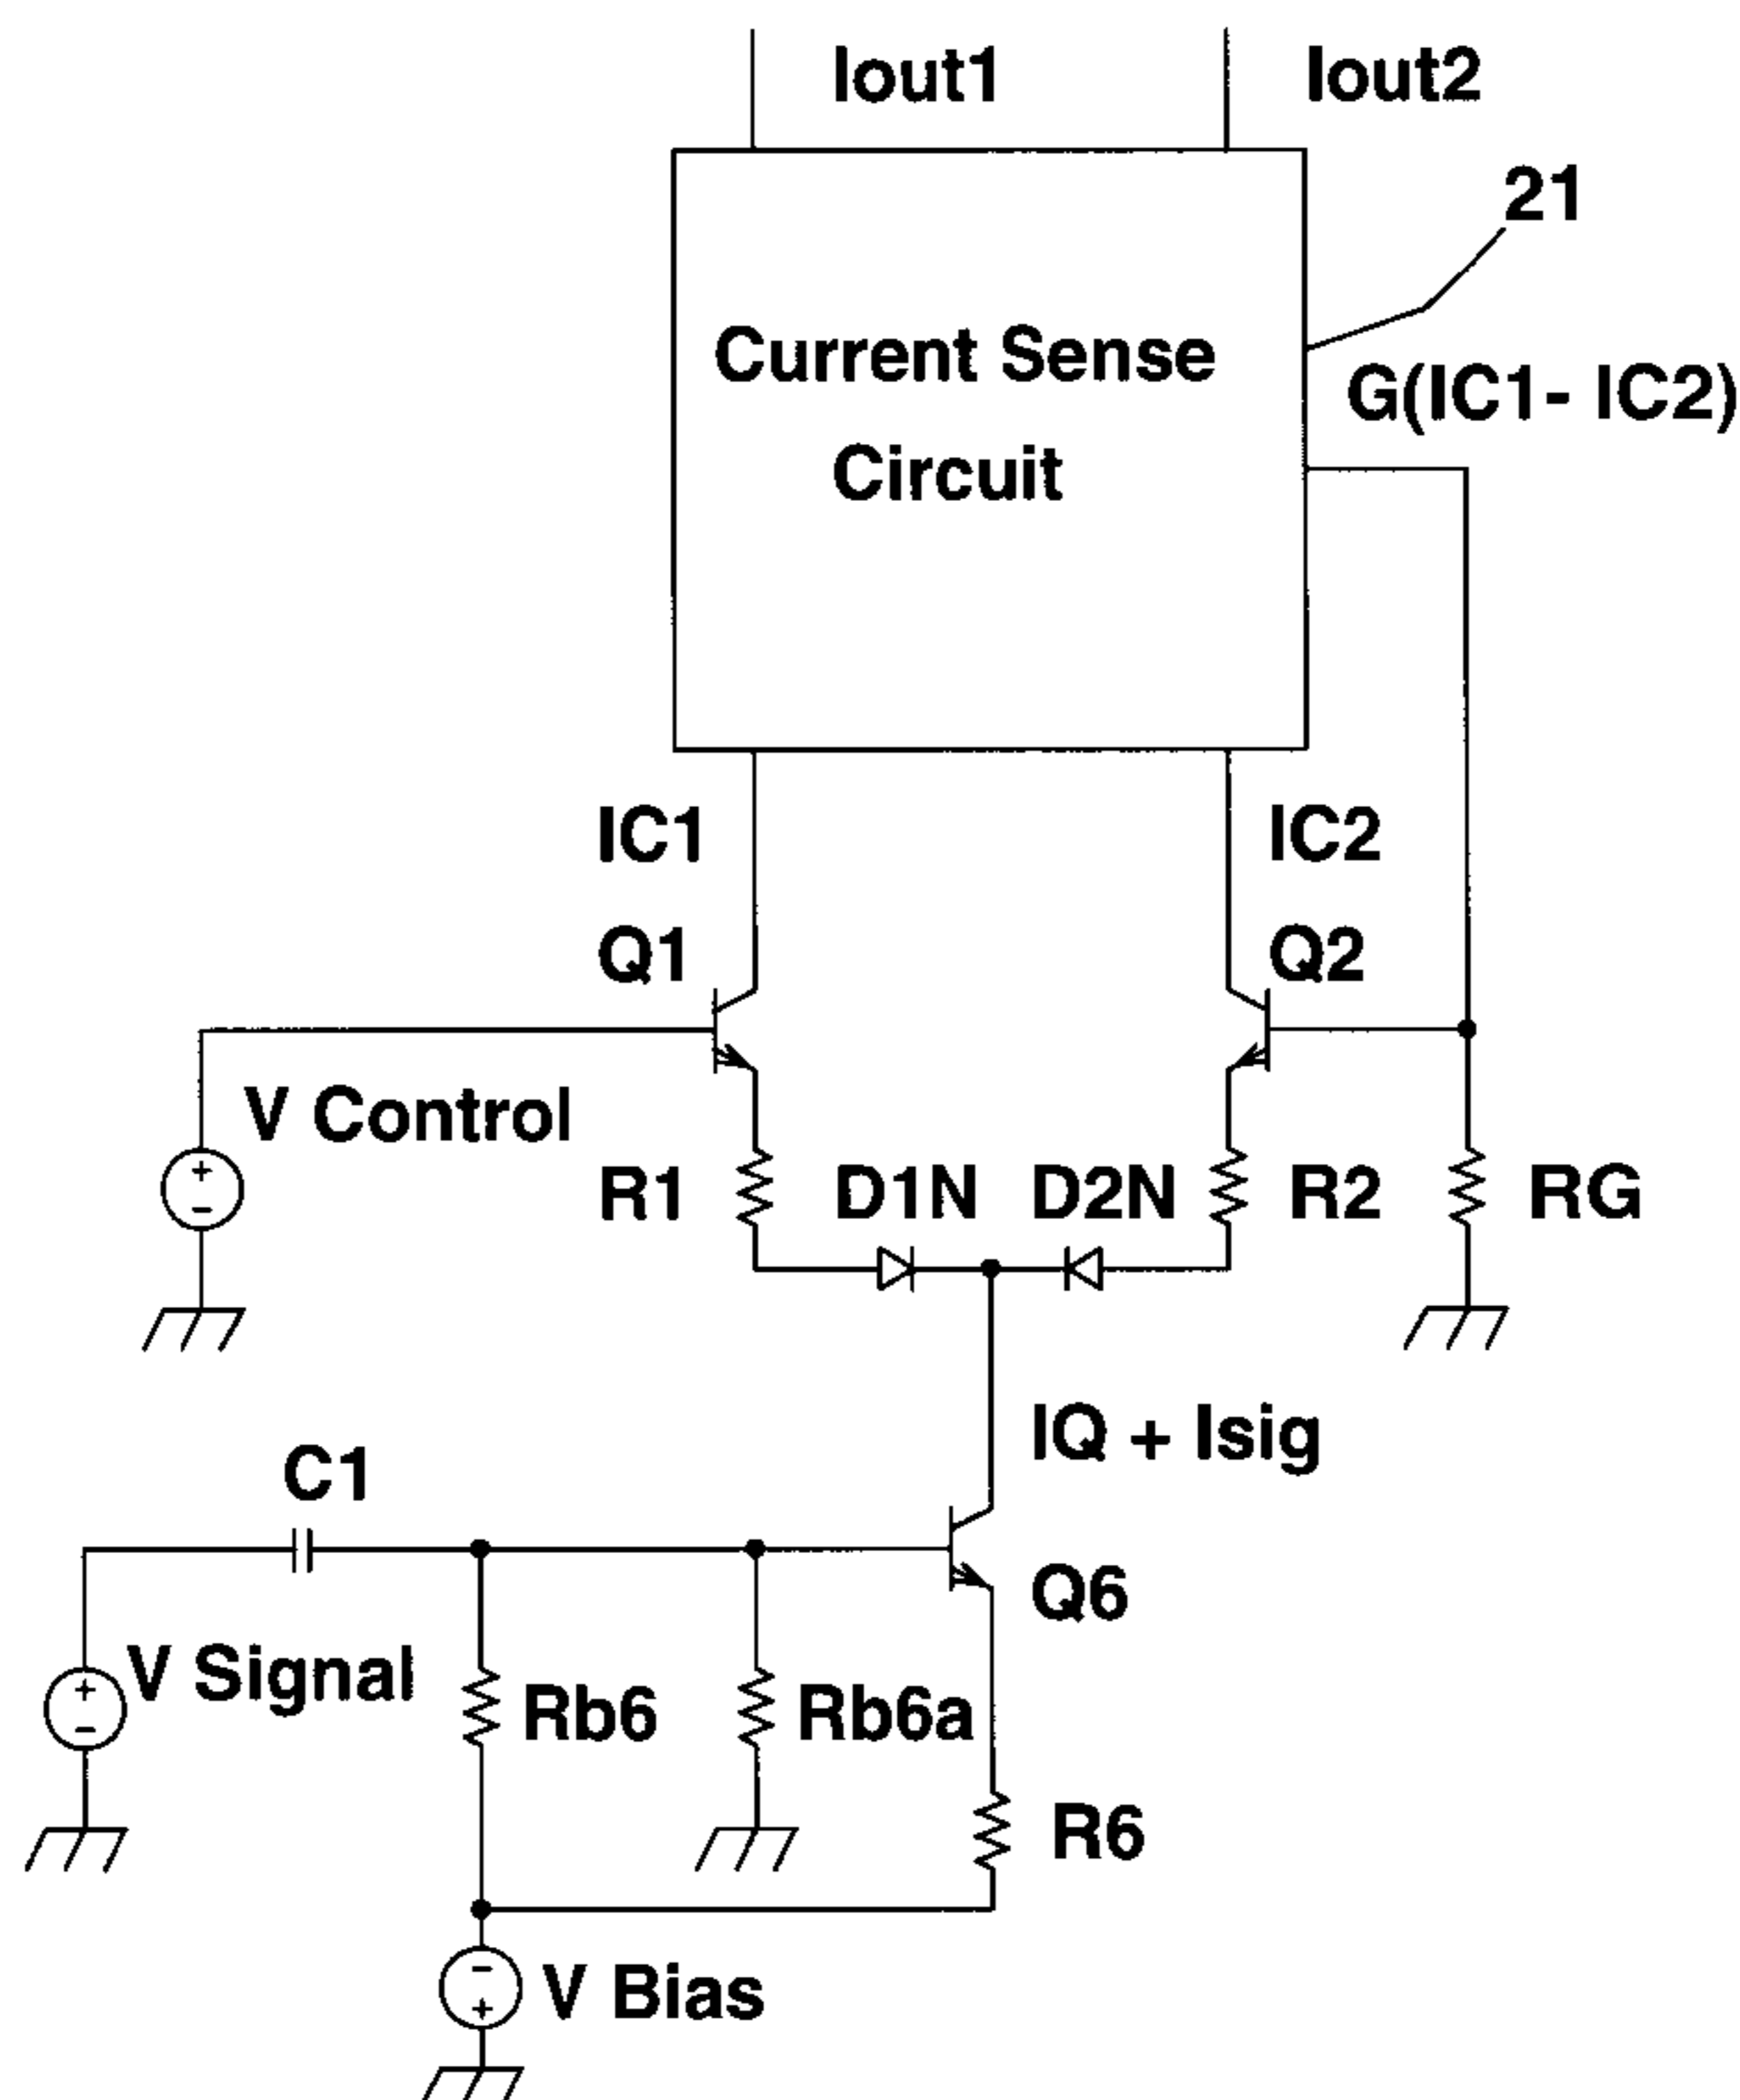 Iout1
Iout2
21
Current Sense
Circuit
G(IC1- IC2)
IC1
IC2
Q1
Q2
V Control
+
-
R1
D1N
D2N
R2
RG
IQ + Isig
C1
Q6
V Signal
+
-
Rb6
Rb6a
R6
-
+
V Bias